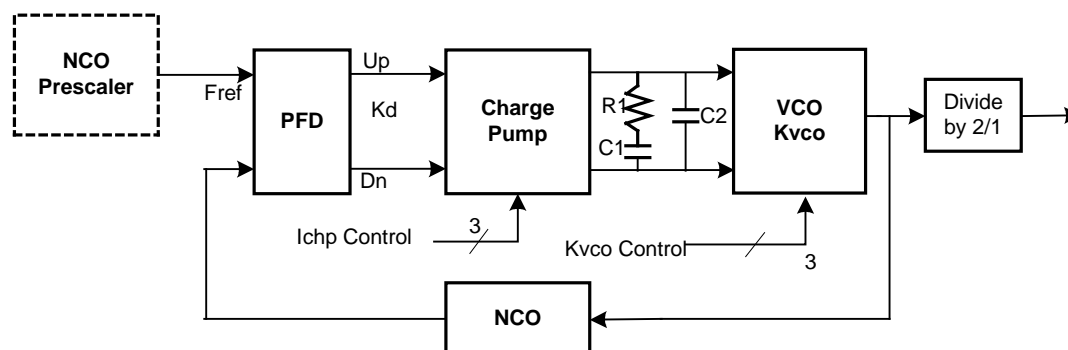 NCO
Prescaler
Fref
PFD
Up
Kd
Dn
Charge
Pump
R1
C1
C2
VCO
Kvco
Divide
by 2/1
Ichp Control
3
Kvco Control
3
NCO